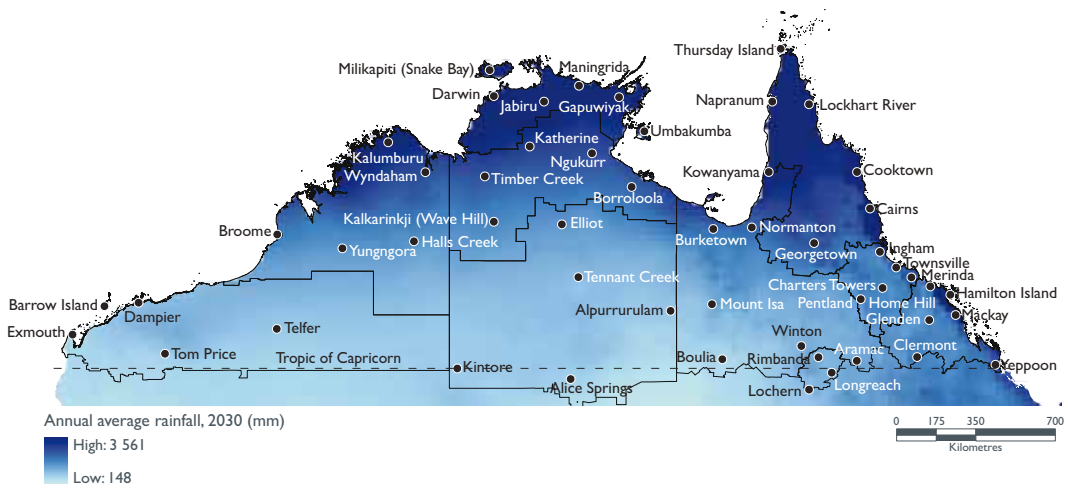 Thursday Island
Milikapiti (Snake Bay)
Maningrida
Darwin
Jabiru
Gapuwiyak
Napranum
Lockhart River
Umbakumba
Katherine
Kalumburu
Ngukurr
Wyndaham
Timber Creek
Kowanyama
Cooktown
Borroloola
Kalkarinkji (Wave Hill)
Elliot
Cairns
Broome
Halls Creek
Burketown
Normanton
Yungngora
Georgetown
Ingham
Townsville
Tennant Creek
Merinda
Charters Towers
Hamilton Island
Barrow Island
Dampier
Alpurrurulam
Mount Isa
Pentland
Home Hill
Mackay
Exmouth
Telfer
Glenden
Winton
Tom Price
Tropic of Capricorn
Boulia
Rimbanda
Aramac
Clermont
Kintore
Yeppoon
Alice Springs
Lochern
Longreach
Annual average rainfall, 2030 (mm)
High: 3 561
Low: 148
0 175 350 700
Kilometres